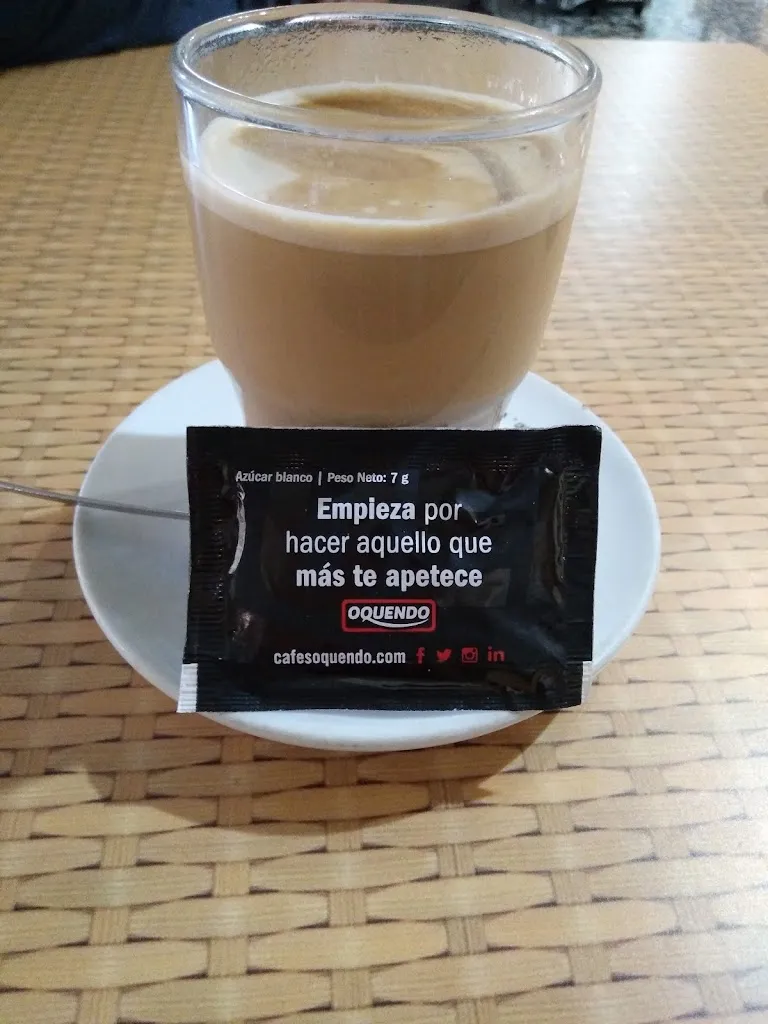 Azúcar blanco | Peso Neto: 7 g
Empieza por
hacer aquello que
más te apetece
OQUENDO
cafesoquendo.com